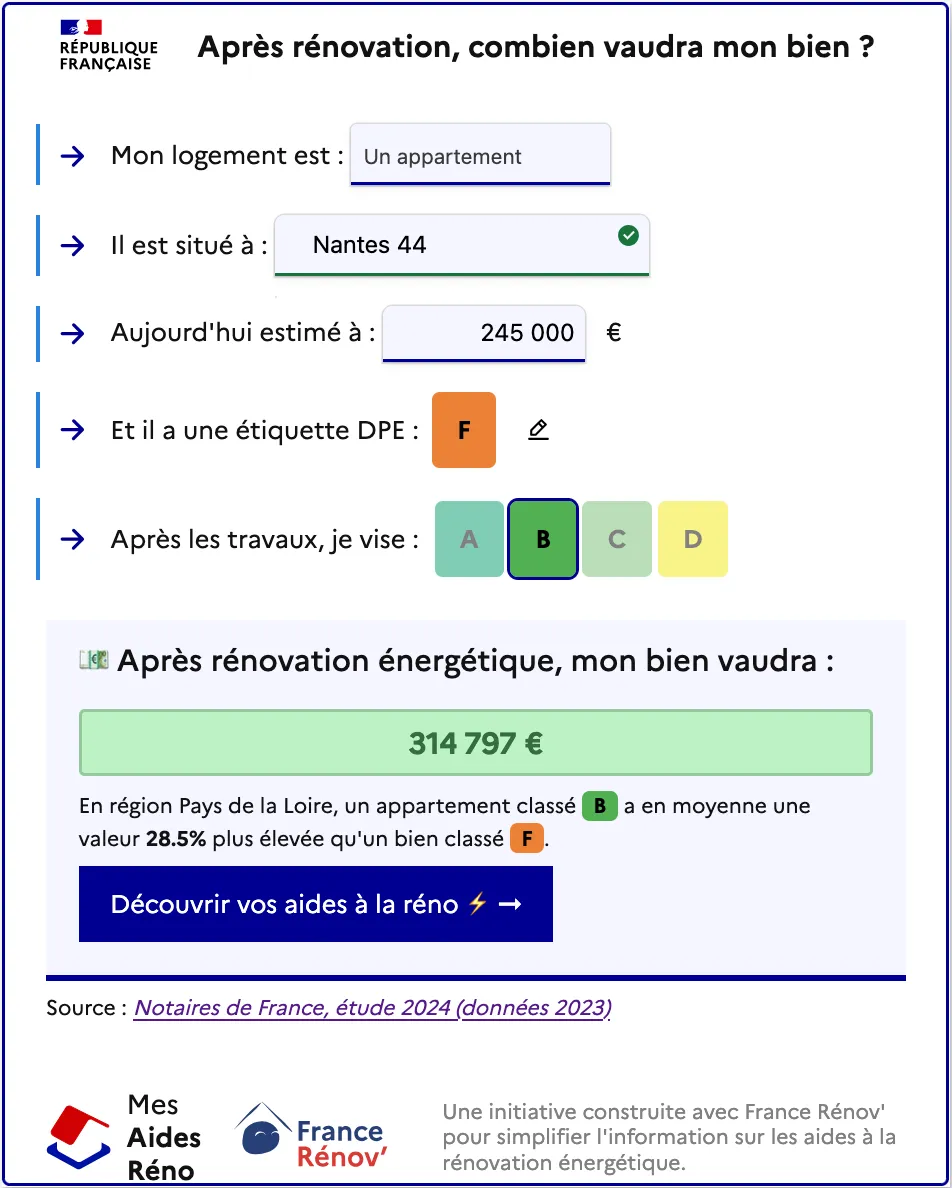 RÉPUBLIQUE
FRANÇAISE
Après rénovation, combien vaudra mon bien ?
→ Mon logement est : Un appartement
→ Il est situé à : Nantes 44
→ Aujourd'hui estimé à : 245 000 €
→ Et il a une étiquette DPE : F
→ Après les travaux, je vise : A B C D
💶 Après rénovation énergétique, mon bien vaudra :
314 797 €
En région Pays de la Loire, un appartement classé B a en moyenne une
valeur 28.5% plus élevée qu'un bien classé F.
Découvrir vos aides à la réno ⚡ →
Source : Notaires de France, étude 2024 (données 2023)
Mes
Aides
Réno
France
Rénov'
Une initiative construite avec France Rénov'
pour simplifier l'information sur les aides à la
rénovation énergétique.